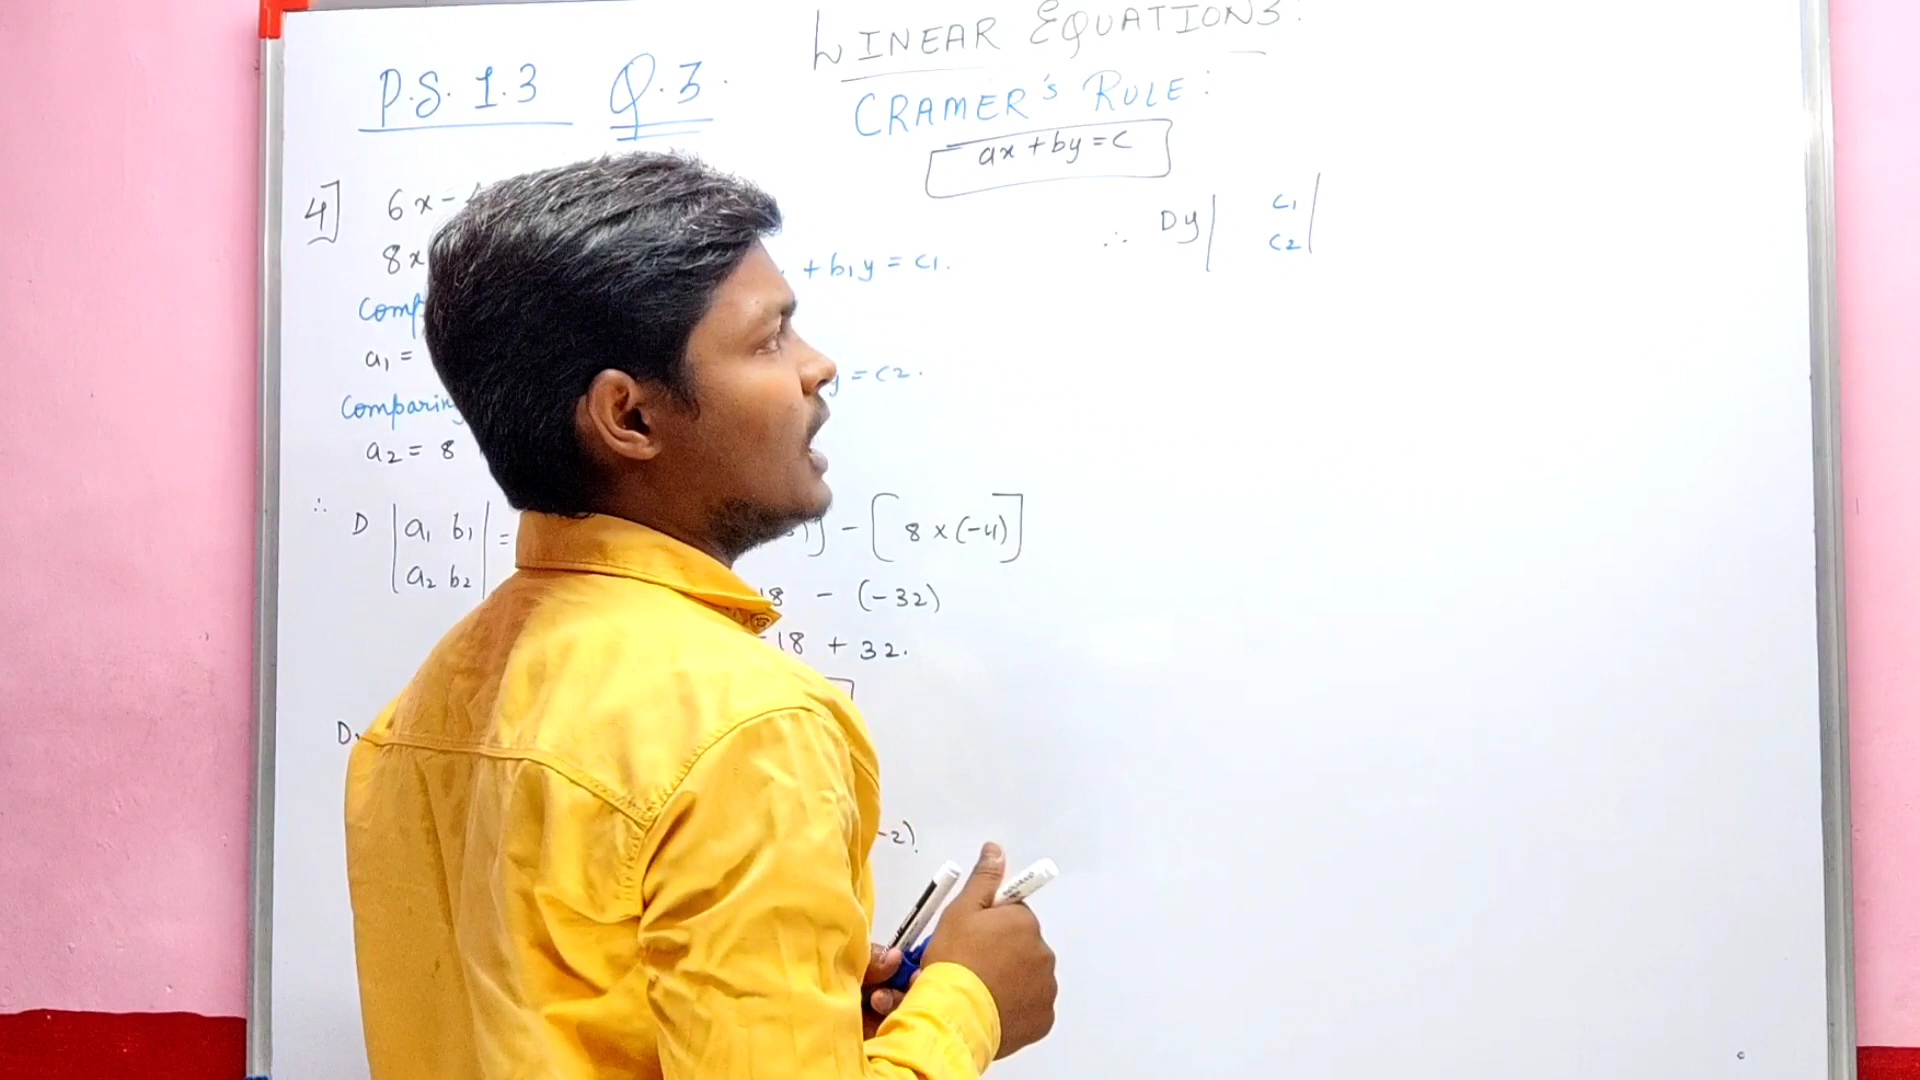 LINEAR EQUATIONS:
P.S. 1.3 Q.3.
CRAMER'S RULE:
ax + by = c
4] 6x -
8x
+ b₁y = c₁.
∴ Dy | c₁ |
c₂
Comp
a₁ =
y = c₂.
Comparing
a₂ = 8
∴ D | a₁ b₁ | = ] - [ 8 × (-4) ]
a₂ b₂
18 - (-32)
-18 + 32.
D
-2).